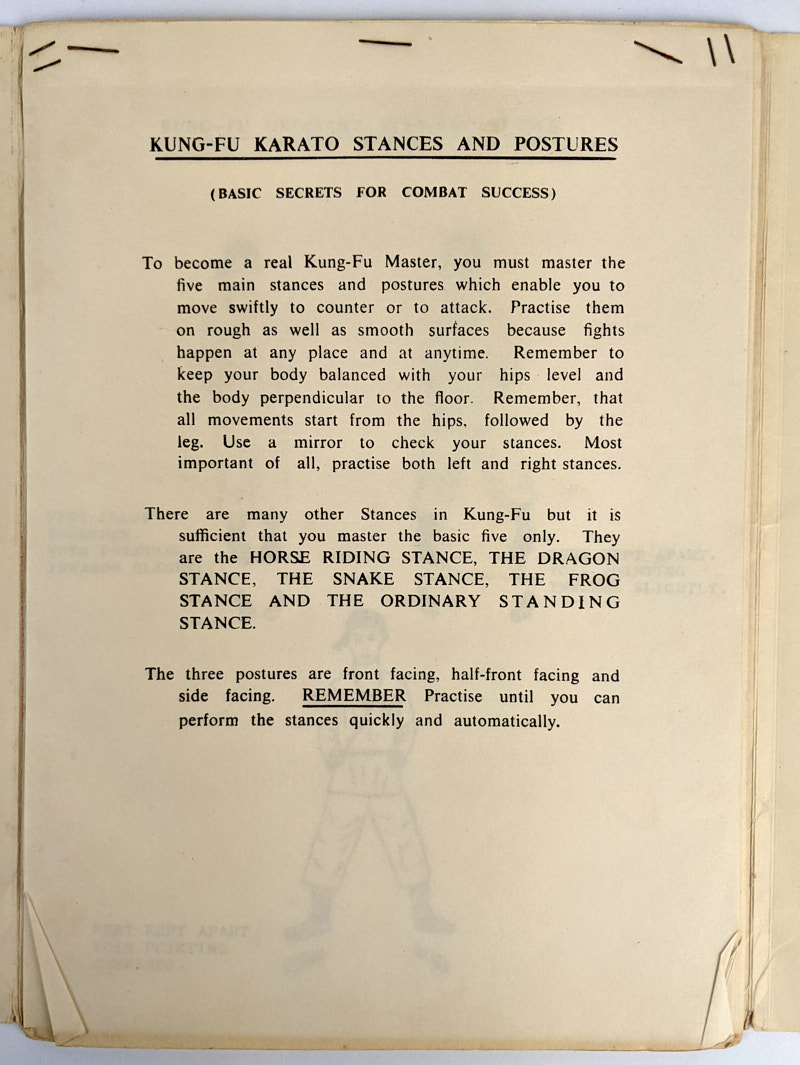 KUNG-FU KARATO STANCES AND POSTURES
(BASIC SECRETS FOR COMBAT SUCCESS)
To become a real Kung-Fu Master, you must master the
five main stances and postures which enable you to
move swiftly to counter or to attack. Practise them
on rough as well as smooth surfaces because fights
happen at any place and at anytime. Remember to
keep your body balanced with your hips level and
the body perpendicular to the floor. Remember, that
all movements start from the hips, followed by the
leg. Use a mirror to check your stances. Most
important of all, practise both left and right stances.
There are many other Stances in Kung-Fu but it is
sufficient that you master the basic five only. They
are the HORSE RIDING STANCE, THE DRAGON
STANCE, THE SNAKE STANCE, THE FROG
STANCE AND THE ORDINARY STANDING
STANCE.
The three postures are front facing, half-front facing and
side facing. REMEMBER Practise until you can
perform the stances quickly and automatically.
APART.
SLIGHTLY.
FEET KEPT APART
TOES POINTING